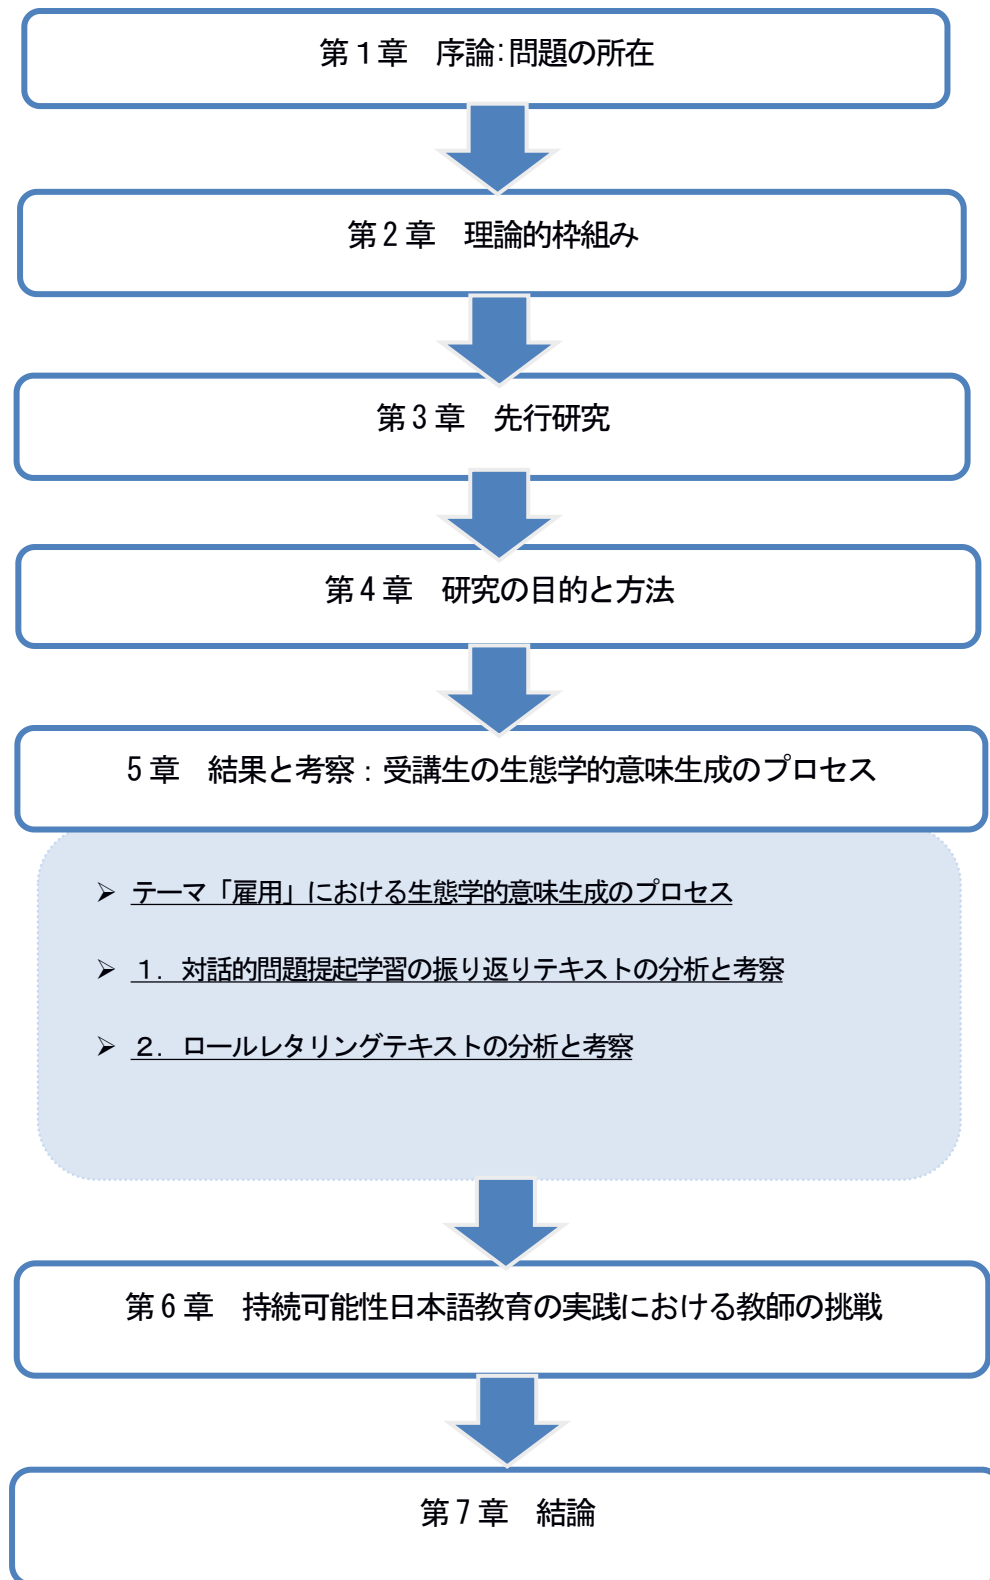 第１章　序論:問題の所在
第2章　理論的枠組み
第3章　先行研究
第4章　研究の目的と方法
5章　結果と考察：受講生の生態学的意味生成のプロセス
➢ テーマ「雇用」における生態学的意味生成のプロセス
➢ １．対話的問題提起学習の振り返りテキストの分析と考察
➢ ２．ロールレタリングテキストの分析と考察
第6章　持続可能性日本語教育の実践における教師の挑戦
第7章　結論